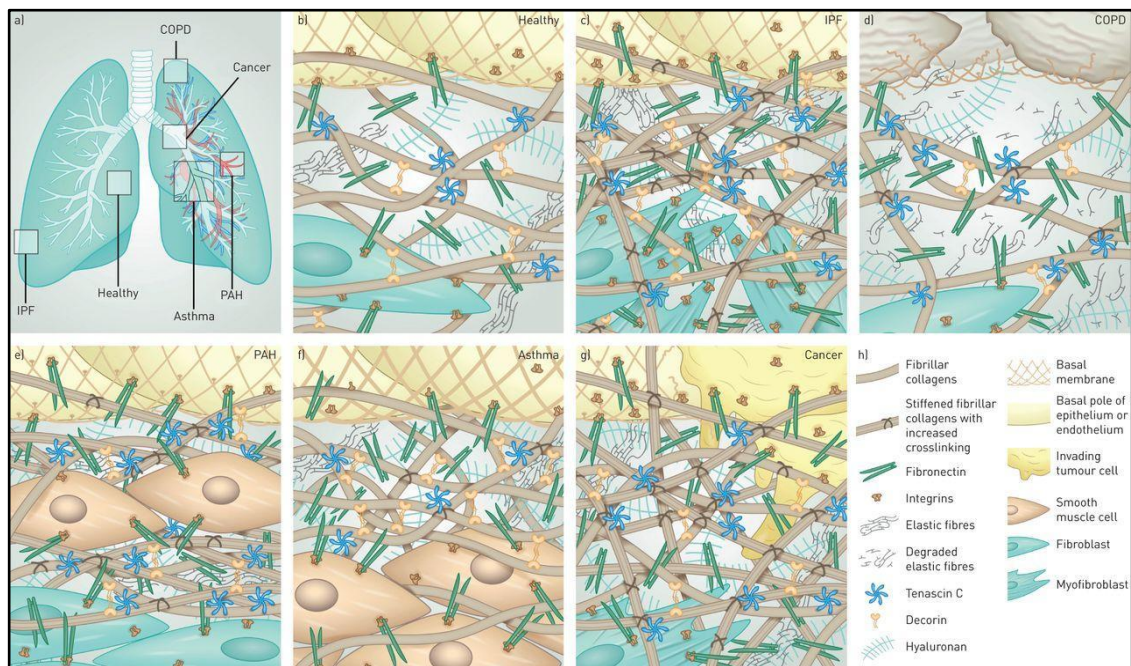 a)
COPD
Cancer
Healthy
IPF
PAH
Asthma
b)
Healthy
c)
IPF
d)
COPD
e)
PAH
f)
Asthma
g)
Cancer
h)
Fibrillar
collagens
Stiffened fibrillar
collagens with
increased
crosslinking
Fibronectin
Integrins
Elastic fibres
Degraded
elastic fibres
Tenascin C
Decorin
Hyaluronan
Basal
membrane
Basal pole of
epithelium or
endothelium
Invading
tumour cell
Smooth
muscle cell
Fibroblast
Myofibroblast